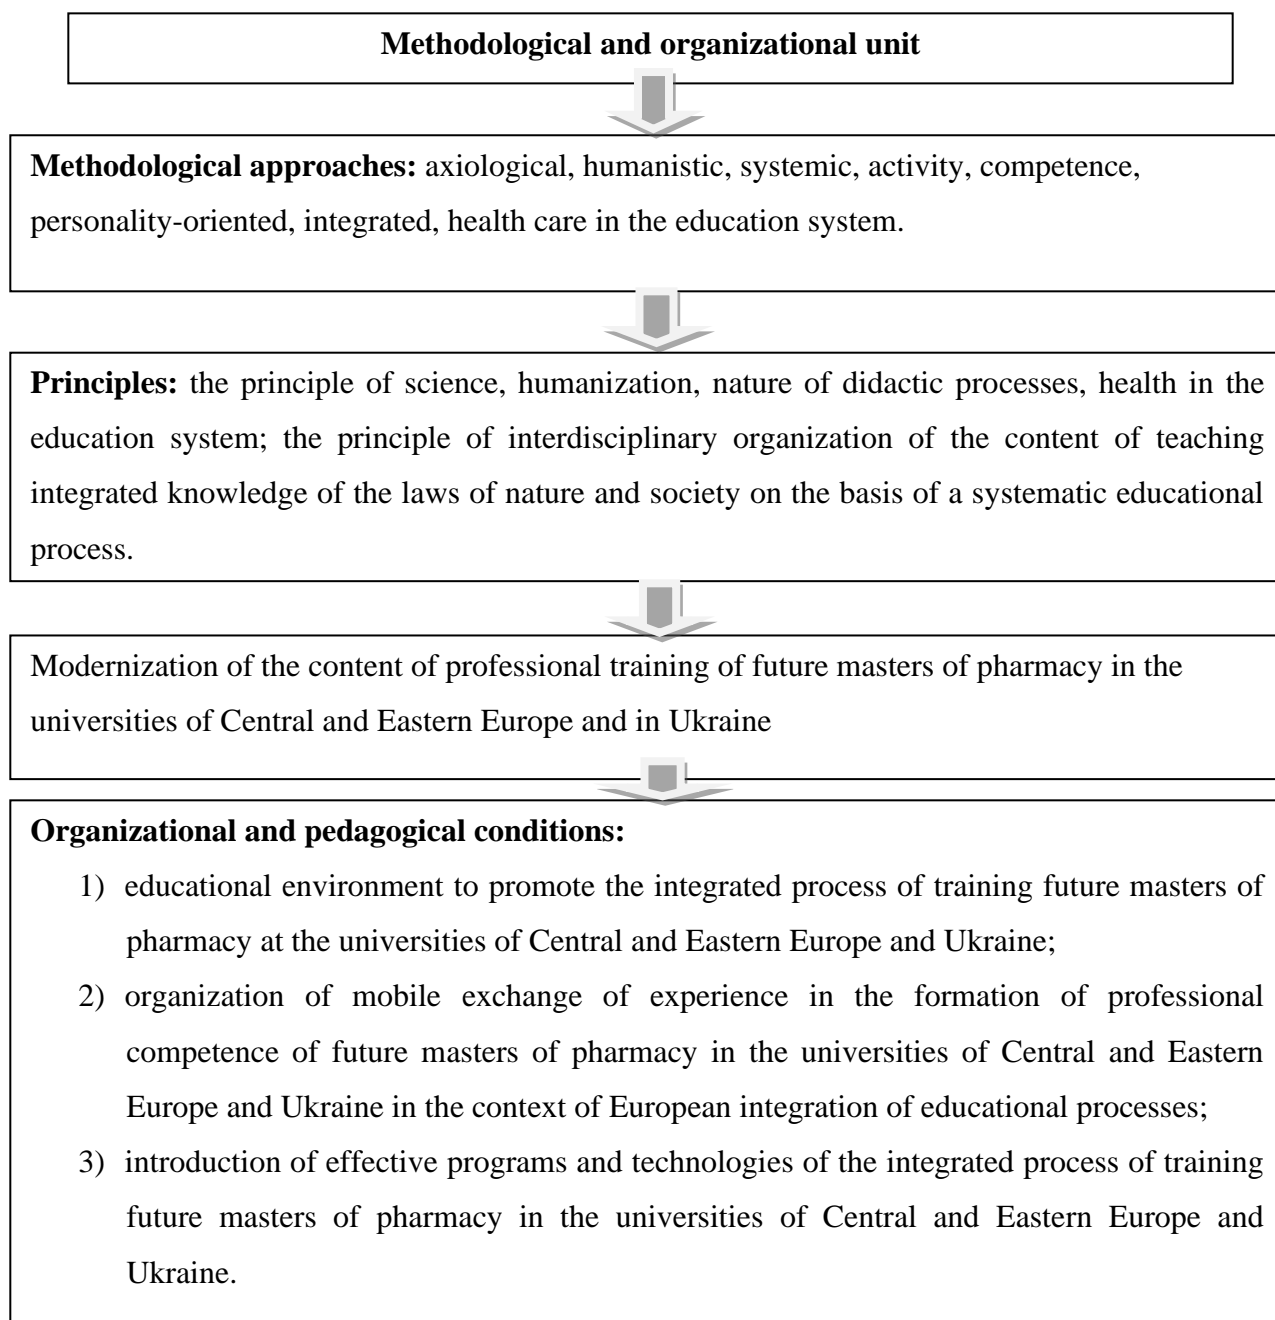 Methodological and organizational unit
Methodological approaches: axiological, humanistic, systemic, activity, competence,
personality-oriented, integrated, health care in the education system.
Principles: the principle of science, humanization, nature of didactic processes, health in the
education system; the principle of interdisciplinary organization of the content of teaching
integrated knowledge of the laws of nature and society on the basis of a systematic educational
process.
Modernization of the content of professional training of future masters of pharmacy in the
universities of Central and Eastern Europe and in Ukraine
Organizational and pedagogical conditions:
1) educational environment to promote the integrated process of training future masters of
pharmacy at the universities of Central and Eastern Europe and Ukraine;
2) organization of mobile exchange of experience in the formation of professional
competence of future masters of pharmacy in the universities of Central and Eastern
Europe and Ukraine in the context of European integration of educational processes;
3) introduction of effective programs and technologies of the integrated process of training
future masters of pharmacy in the universities of Central and Eastern Europe and
Ukraine.